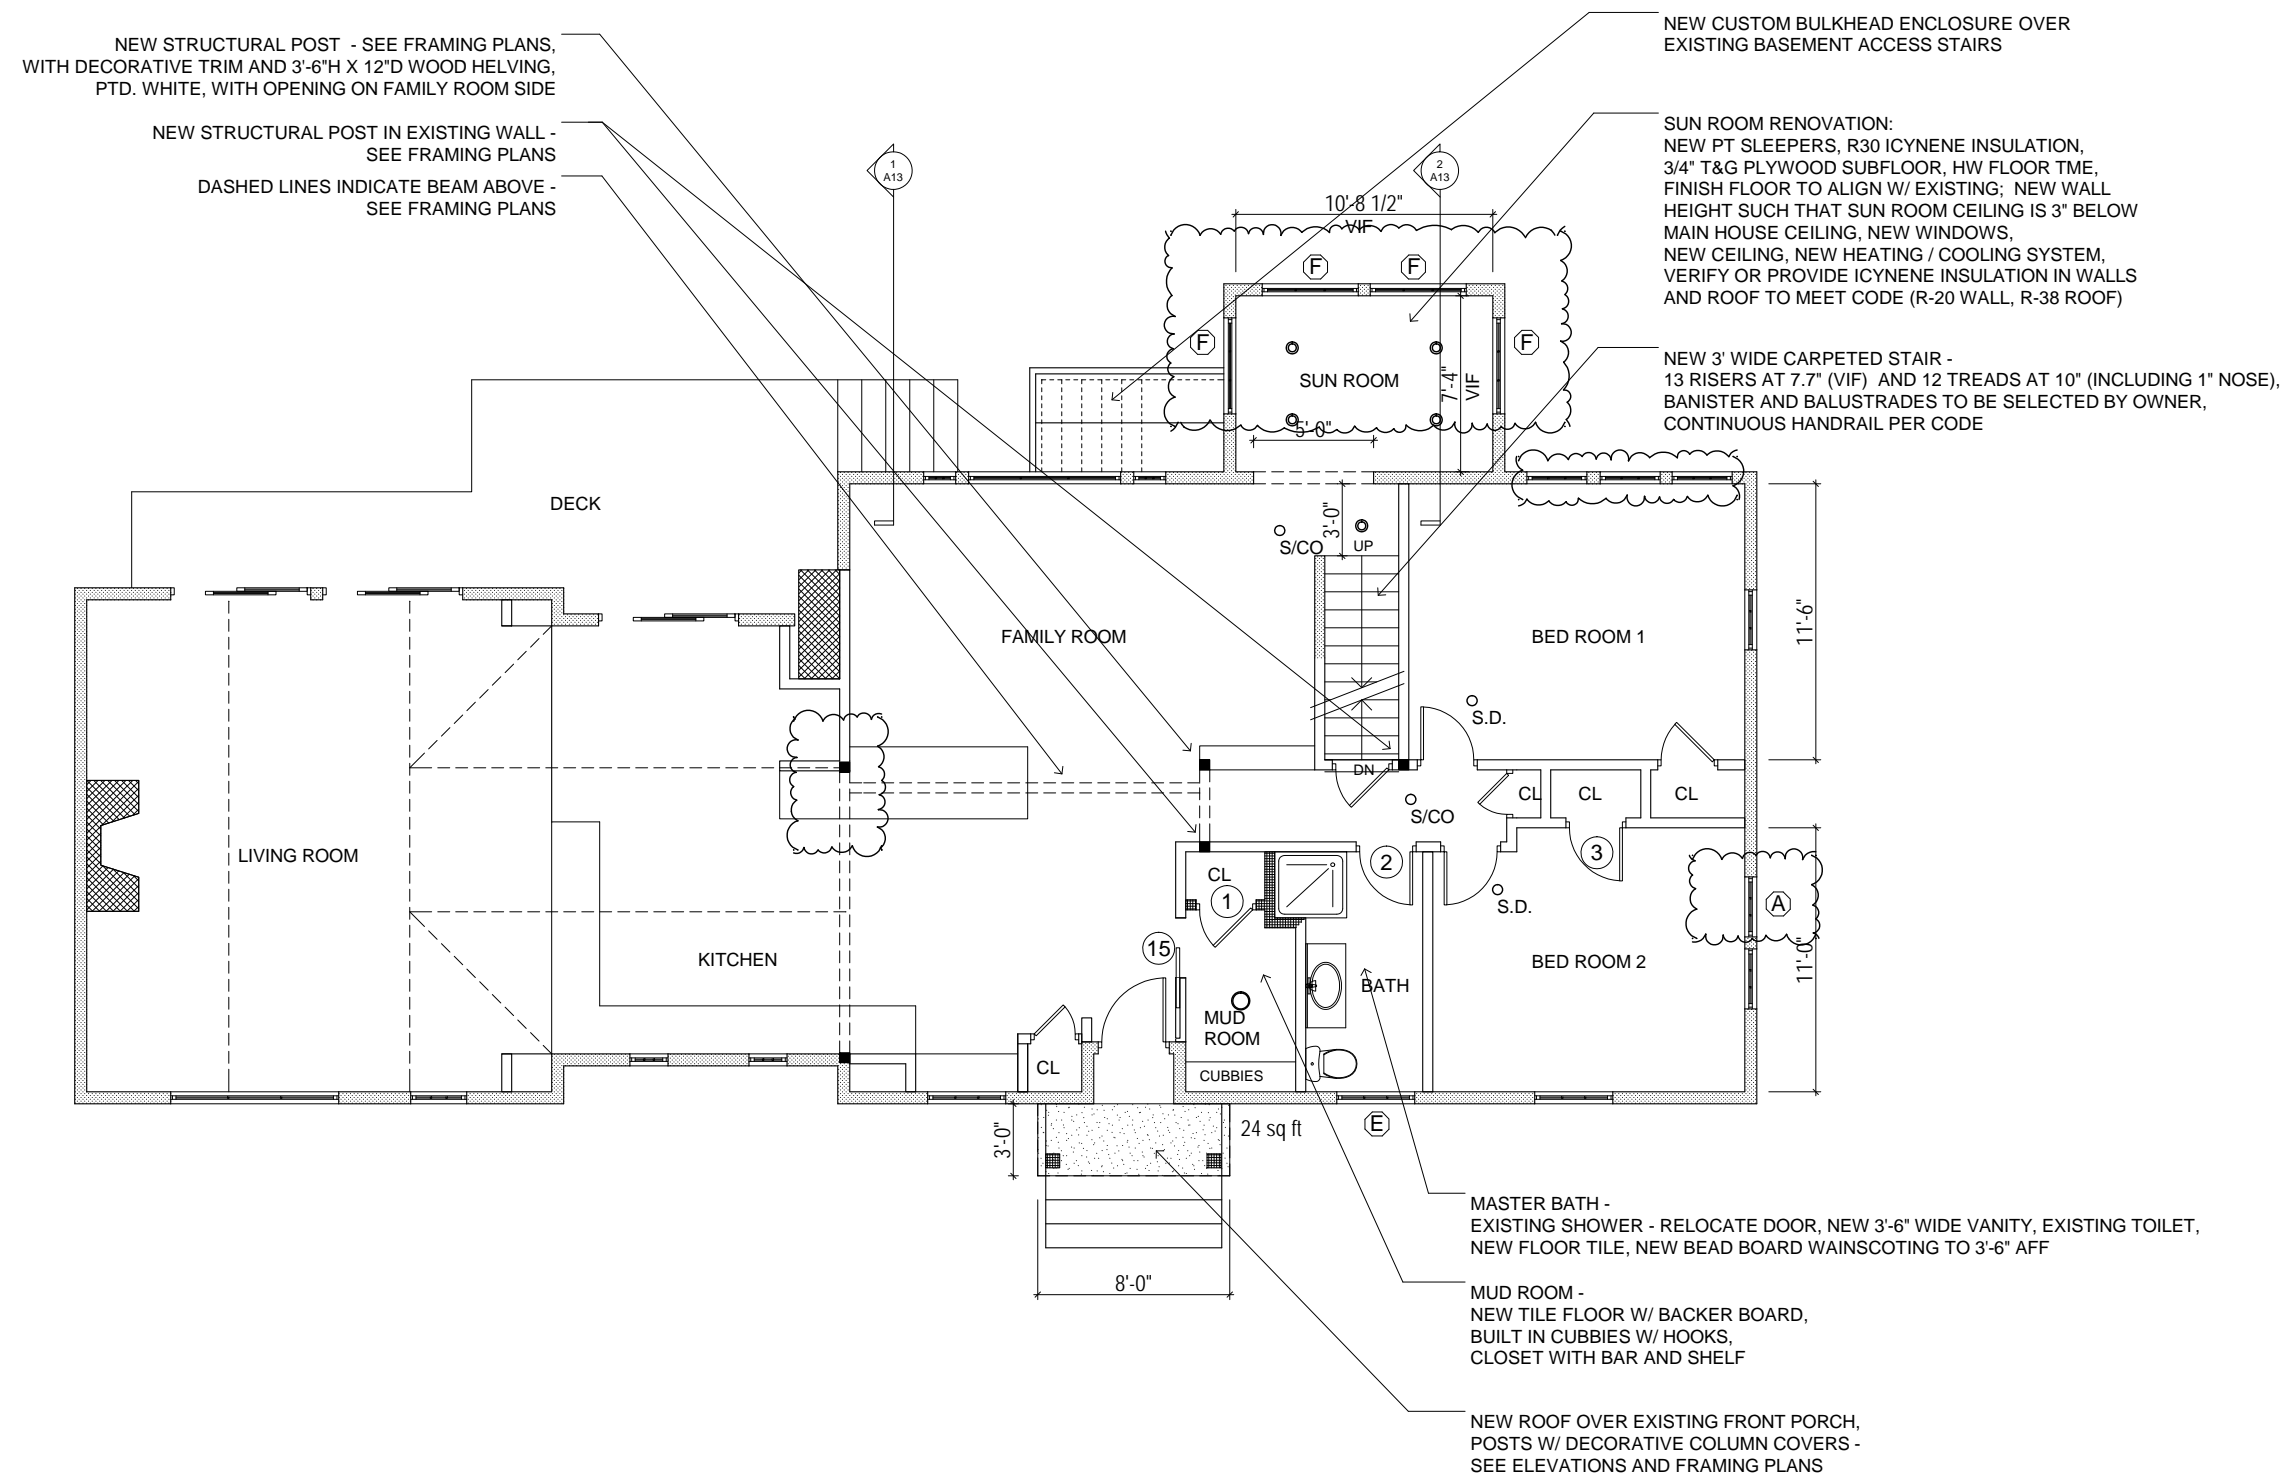 NEW STRUCTURAL POST - SEE FRAMING PLANS,
WITH DECORATIVE TRIM AND 3'-6"H X 12"D WOOD HELVING,
PTD. WHITE, WITH OPENING ON FAMILY ROOM SIDE
NEW STRUCTURAL POST IN EXISTING WALL -
SEE FRAMING PLANS
DASHED LINES INDICATE BEAM ABOVE -
SEE FRAMING PLANS
NEW CUSTOM BULKHEAD ENCLOSURE OVER
EXISTING BASEMENT ACCESS STAIRS
SUN ROOM RENOVATION:
NEW PT SLEEPERS, R30 ICYNENE INSULATION,
3/4" T&G PLYWOOD SUBFLOOR, HW FLOOR TME,
FINISH FLOOR TO ALIGN W/ EXISTING; NEW WALL
HEIGHT SUCH THAT SUN ROOM CEILING IS 3" BELOW
MAIN HOUSE CEILING, NEW WINDOWS,
NEW CEILING, NEW HEATING / COOLING SYSTEM,
VERIFY OR PROVIDE ICYNENE INSULATION IN WALLS
AND ROOF TO MEET CODE (R-20 WALL, R-38 ROOF)
NEW 3' WIDE CARPETED STAIR -
13 RISERS AT 7.7" (VIF) AND 12 TREADS AT 10" (INCLUDING 1" NOSE),
BANISTER AND BALUSTRADES TO BE SELECTED BY OWNER,
CONTINUOUS HANDRAIL PER CODE
1
A13
2
A13
10'-8 1/2"
VIF
F
F
F
F
SUN ROOM
7'-4"
VIF
5'-0"
DECK
3'-0"
S/CO
UP
FAMILY ROOM
BED ROOM 1
11'-6"
S.D.
DN
S/CO
CL
CL
CL
LIVING ROOM
CL
1
2
3
S.D.
A
15
KITCHEN
BED ROOM 2
11'-0"
BATH
MUD
ROOM
CL
CUBBIES
3'-0"
24 sq ft
E
8'-0"
MASTER BATH -
EXISTING SHOWER - RELOCATE DOOR, NEW 3'-6" WIDE VANITY, EXISTING TOILET,
NEW FLOOR TILE, NEW BEAD BOARD WAINSCOTING TO 3'-6" AFF
MUD ROOM -
NEW TILE FLOOR W/ BACKER BOARD,
BUILT IN CUBBIES W/ HOOKS,
CLOSET WITH BAR AND SHELF
NEW ROOF OVER EXISTING FRONT PORCH,
POSTS W/ DECORATIVE COLUMN COVERS -
SEE ELEVATIONS AND FRAMING PLANS